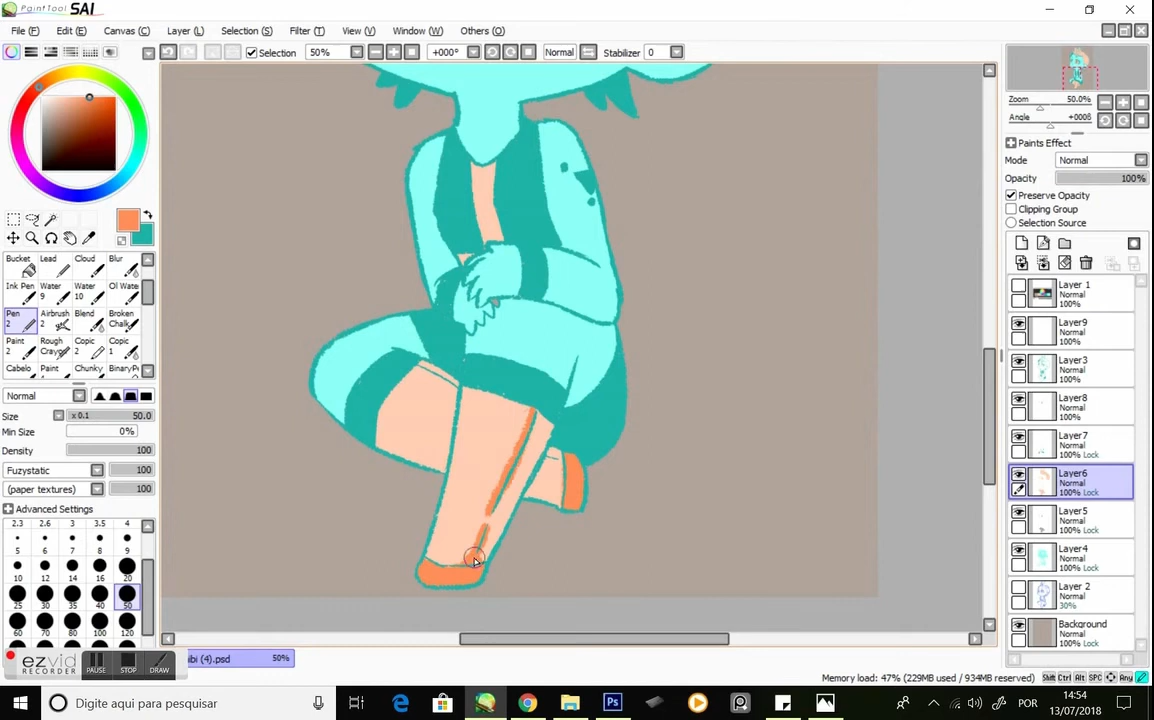 PaintTool SAI
File (F) Edit (E) Canvas (C) Layer (L) Selection (S) Filter (T) View (V) Window (W) Others (O)
Selection 50% +000° Normal Stabilizer 0
Zoom 50.0%
Angle +000ß
Paints Effect
Mode Normal
Opacity 100%
Preserve Opacity
Clipping Group
Selection Source
Bucket Lead Cloud Blur
Ink Pen Water 9 Water 10 Oil Wate
Pen 2 Airbrush 2 Blend Broken Chalk
Paint 2 Rough Crayon Copic 2 Copic 1
Cabelo Paint Chunky BinaryPe
Normal
Size x 0.1 50.0
Min Size 0%
Density 100
Fuzystatic 100
(paper textures) 100
Advanced Settings
2.3 2.6 3 3.5 4
5 6 7 8 9
10 12 14 16 20
25 30 35 40 50
60 70 80 100 120
Layer 1
Normal
100%
Layer9
Normal
100%
Layer3
Normal
100%
Layer8
Normal
100%
Layer7
Normal
100% Lock
Layer6
Normal
100% Lock
Layer5
Normal
100% Lock
Layer4
Normal
100% Lock
Layer 2
Normal
30%
Background
Normal
100% Lock
ezvid
RECORDER
PAUSE STOP DRAW
ibi (4).psd 50%
Memory load: 47% (229MB used / 934MB reserved)
Shift Ctrl Alt SPC Any
Digite aqui para pesquisar
Ps
POR
14:54
13/07/2018